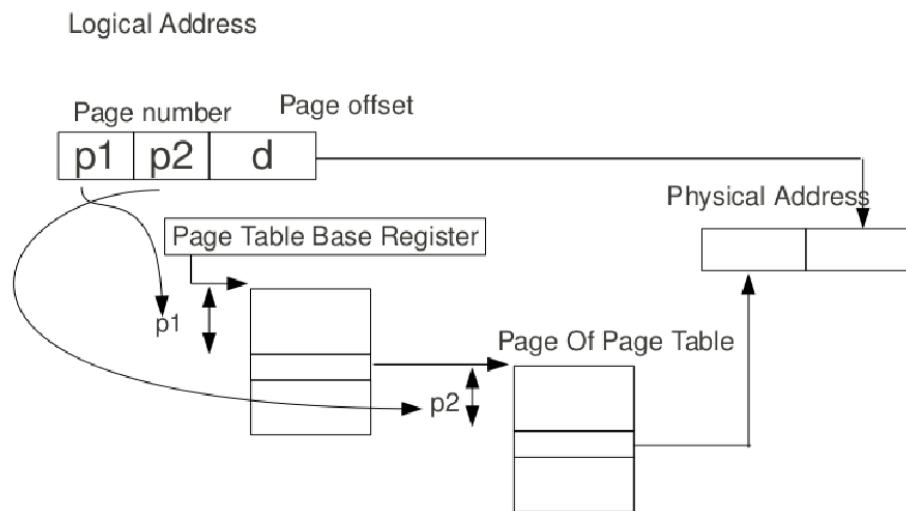 Logical Address
Page number
Page offset
p1
p2
d
Physical Address
Page Table Base Register
p1
Page Of Page Table
p2